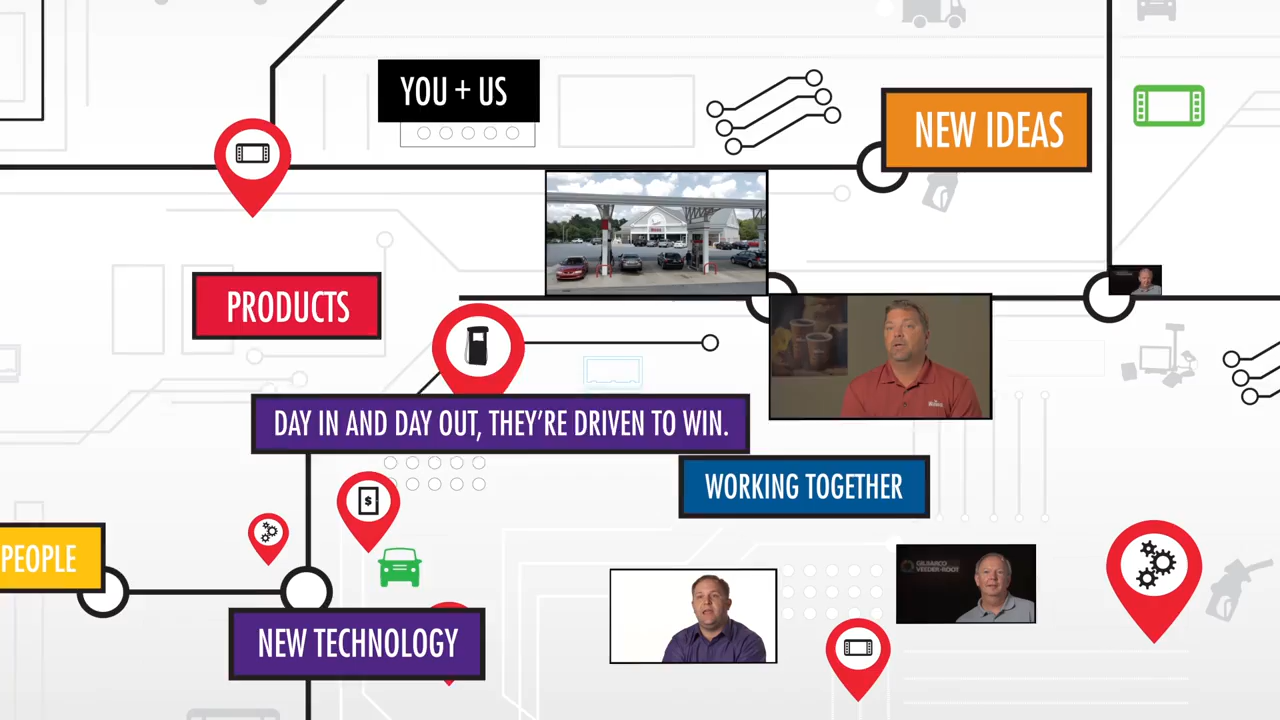 YOU + US
NEW IDEAS
PRODUCTS
DAY IN AND DAY OUT, THEY'RE DRIVEN TO WIN.
WORKING TOGETHER
PEOPLE
GILBARCO
VEEDER-ROOT
$
NEW TECHNOLOGY